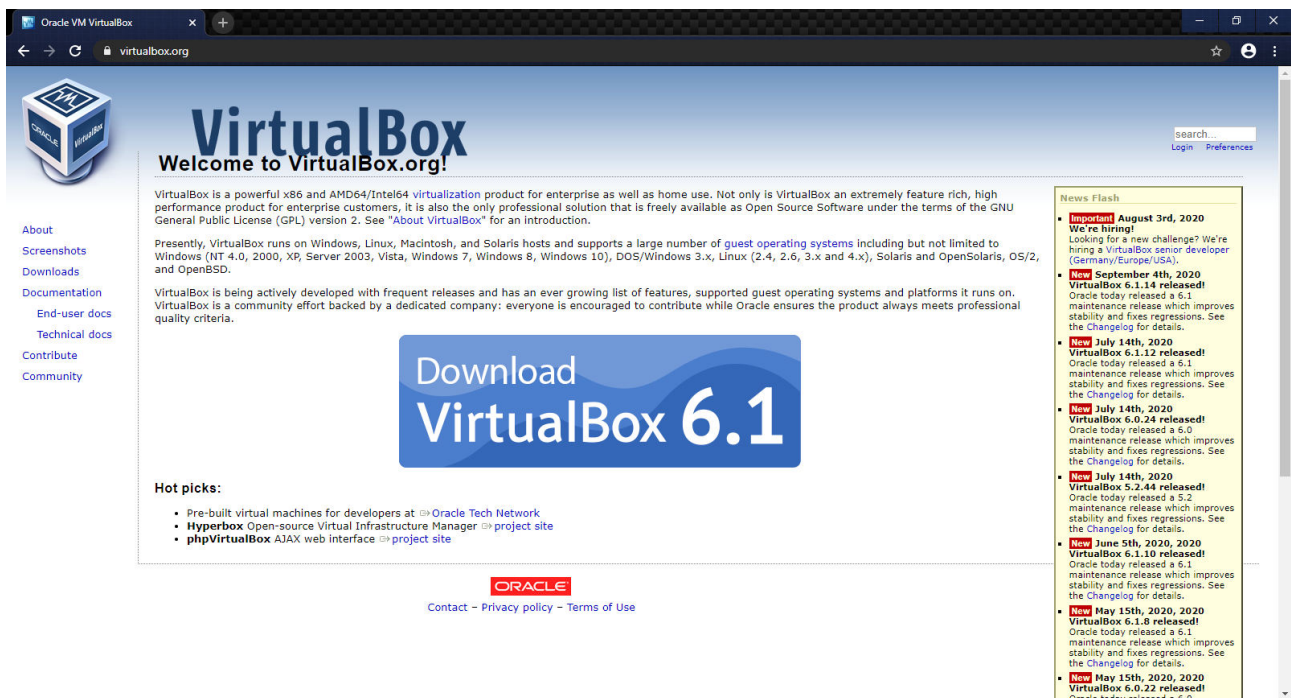 Oracle VM VirtualBox
virtualbox.org
ORACLE
VM
VirtualBox
VirtualBox
search...
Login Preferences
Welcome to VirtualBox.org!
VirtualBox is a powerful x86 and AMD64/Intel64 virtualization product for enterprise as well as home use. Not only is VirtualBox an extremely feature rich, high
performance product for enterprise customers, it is also the only professional solution that is freely available as Open Source Software under the terms of the GNU
General Public License (GPL) version 2. See "About VirtualBox" for an introduction.
Presently, VirtualBox runs on Windows, Linux, Macintosh, and Solaris hosts and supports a large number of guest operating systems including but not limited to
Windows (NT 4.0, 2000, XP, Server 2003, Vista, Windows 7, Windows 8, Windows 10), DOS/Windows 3.x, Linux (2.4, 2.6, 3.x and 4.x), Solaris and OpenSolaris, OS/2,
and OpenBSD.
VirtualBox is being actively developed with frequent releases and has an ever growing list of features, supported guest operating systems and platforms it runs on.
VirtualBox is a community effort backed by a dedicated company: everyone is encouraged to contribute while Oracle ensures the product always meets professional
quality criteria.
About
Screenshots
Downloads
Documentation
End-user docs
Technical docs
Contribute
Community
Download
VirtualBox 6.1
Hot picks:
• Pre-built virtual machines for developers at Oracle Tech Network
• Hyperbox Open-source Virtual Infrastructure Manager project site
• phpVirtualBox AJAX web interface project site
ORACLE
Contact – Privacy policy – Terms of Use
News Flash
Important August 3rd, 2020
We're hiring!
Looking for a new challenge? We're
hiring a VirtualBox senior developer
(Germany/Europe/USA).
New September 4th, 2020
VirtualBox 6.1.14 released!
Oracle today released a 6.1
maintenance release which improves
stability and fixes regressions. See
the Changelog for details.
New July 14th, 2020
VirtualBox 6.1.12 released!
Oracle today released a 6.1
maintenance release which improves
stability and fixes regressions. See
the Changelog for details.
New July 14th, 2020
VirtualBox 6.0.24 released!
Oracle today released a 6.0
maintenance release which improves
stability and fixes regressions. See
the Changelog for details.
New July 14th, 2020
VirtualBox 5.2.44 released!
Oracle today released a 5.2
maintenance release which improves
stability and fixes regressions. See
the Changelog for details.
New June 5th, 2020, 2020
VirtualBox 6.1.10 released!
Oracle today released a 6.1
maintenance release which improves
stability and fixes regressions. See
the Changelog for details.
New May 15th, 2020, 2020
VirtualBox 6.1.8 released!
Oracle today released a 6.1
maintenance release which improves
stability and fixes regressions. See
the Changelog for details.
New May 15th, 2020, 2020
VirtualBox 6.0.22 released!